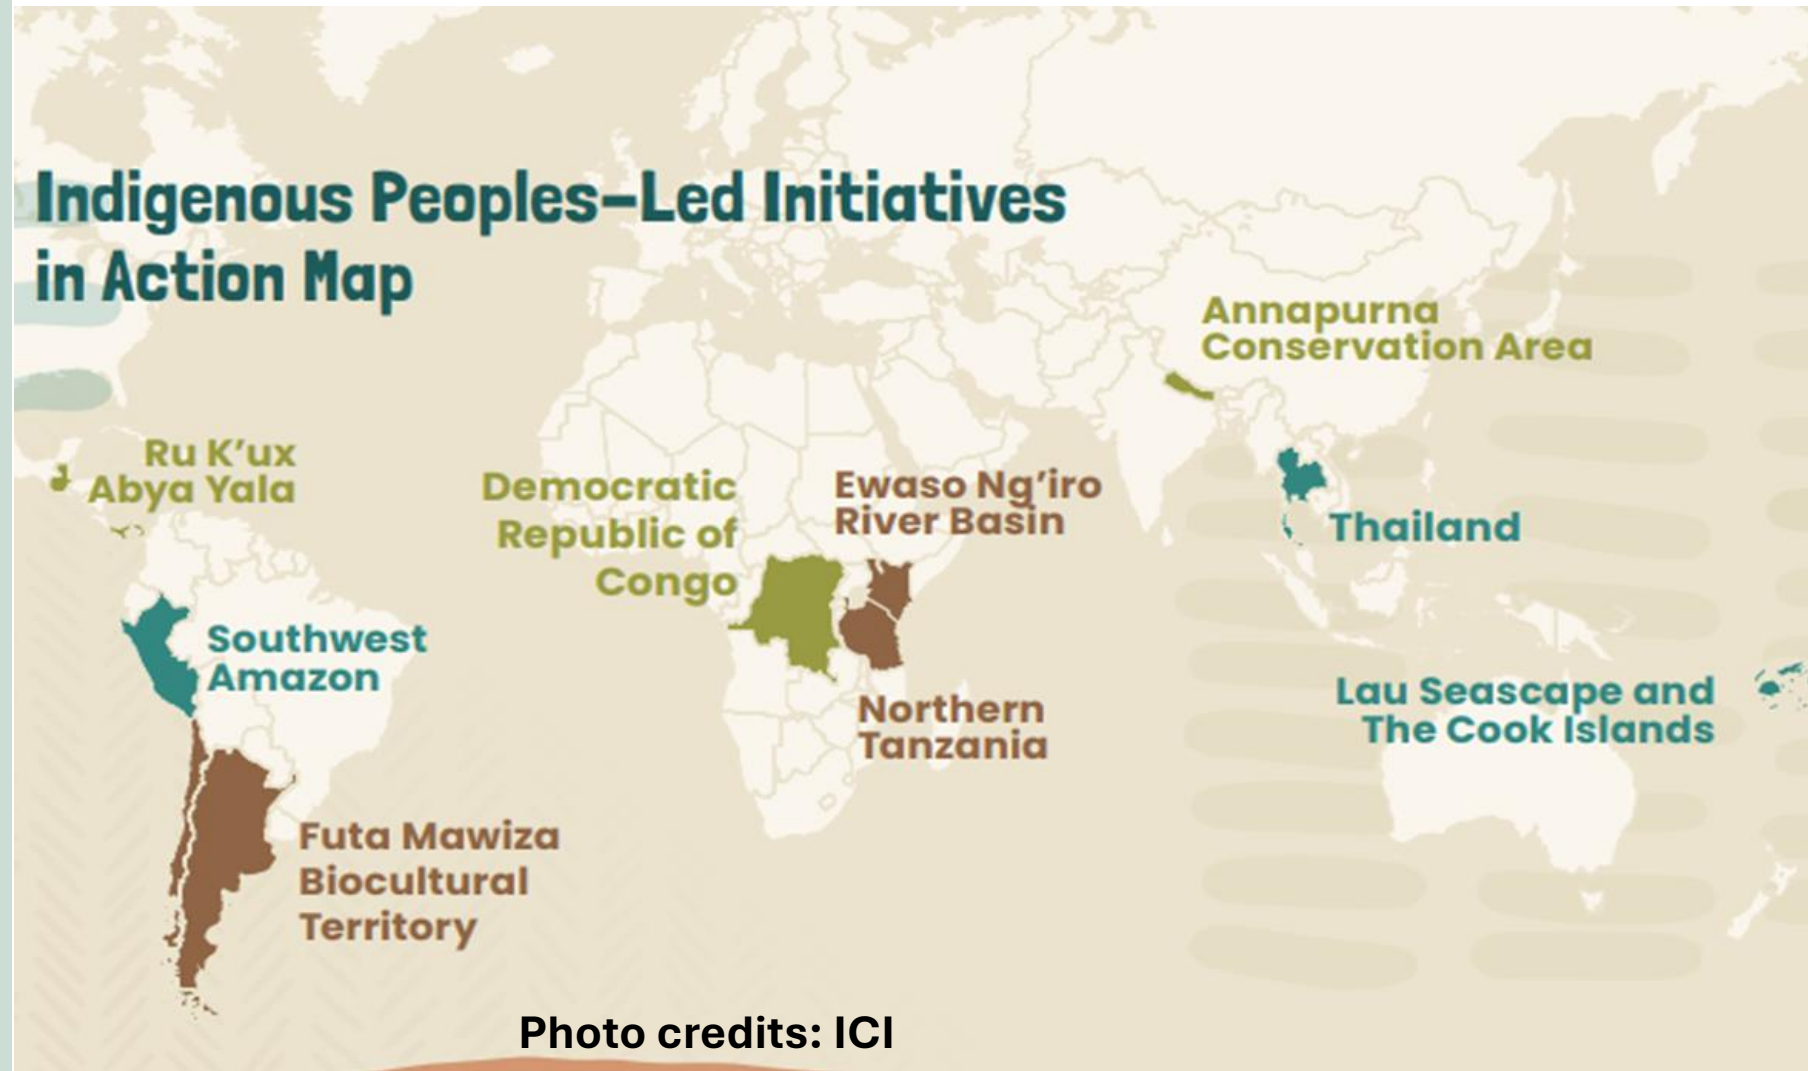 Indigenous Peoples–Led Initiatives
in Action Map
Annapurna
Conservation Area
Ru K’ux
Abya Yala
Democratic
Republic of
Congo
Ewaso Ng’iro
River Basin
Thailand
Southwest
Amazon
Northern
Tanzania
Lau Seascape and
The Cook Islands
Futa Mawiza
Biocultural
Territory
Photo credits: ICI